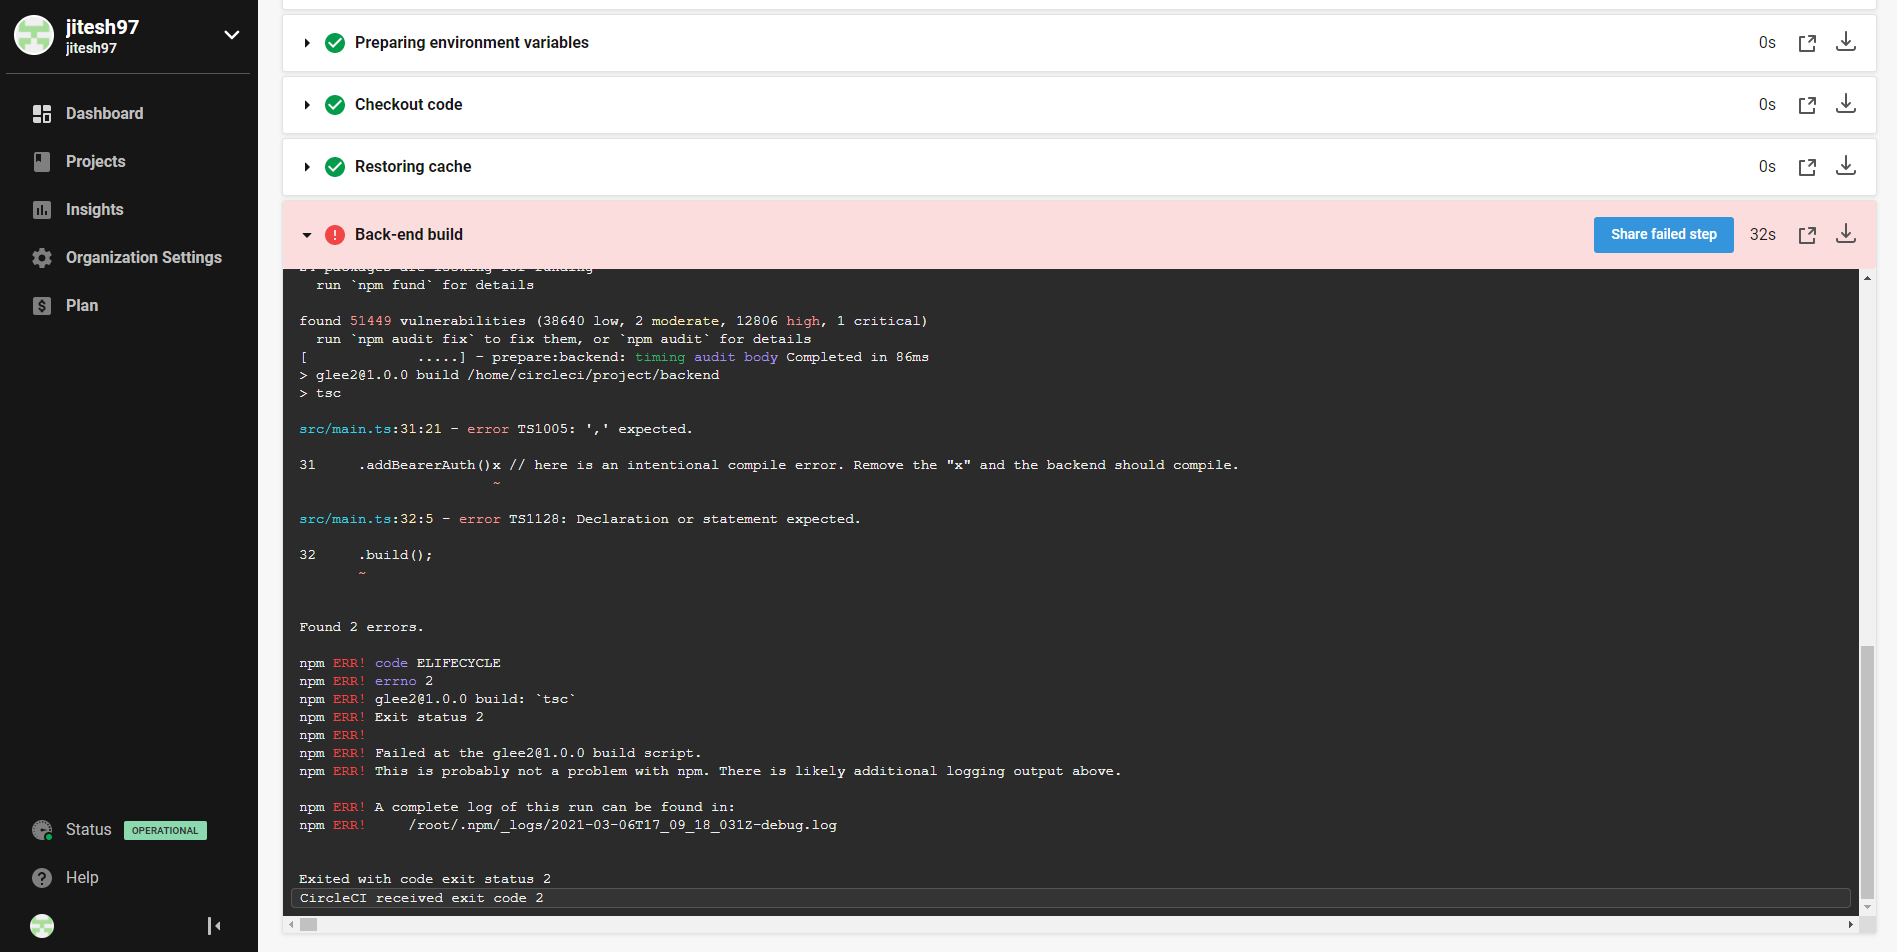 jitesh97
jitesh97
Dashboard
Projects
Insights
Organization Settings
Plan
Status OPERATIONAL
Help
Preparing environment variables 0s
Checkout code 0s
Restoring cache 0s
Back-end build Share failed step 32s
24 packages are looking for funding
run `npm fund` for details
found 51449 vulnerabilities (38640 low, 2 moderate, 12806 high, 1 critical)
run `npm audit fix` to fix them, or `npm audit` for details
[ .....] - prepare:backend: timing audit body Completed in 86ms
> glee2@1.0.0 build /home/circleci/project/backend
> tsc
src/main.ts:31:21 - error TS1005: ',' expected.
31 .addBearerAuth()x // here is an intentional compile error. Remove the "x" and the backend should compile.
~
src/main.ts:32:5 - error TS1128: Declaration or statement expected.
32 .build();
~
Found 2 errors.
npm ERR! code ELIFECYCLE
npm ERR! errno 2
npm ERR! glee2@1.0.0 build: `tsc`
npm ERR! Exit status 2
npm ERR!
npm ERR! Failed at the glee2@1.0.0 build script.
npm ERR! This is probably not a problem with npm. There is likely additional logging output above.
npm ERR! A complete log of this run can be found in:
npm ERR! /root/.npm/_logs/2021-03-06T17_09_18_031Z-debug.log
Exited with code exit status 2
CircleCI received exit code 2